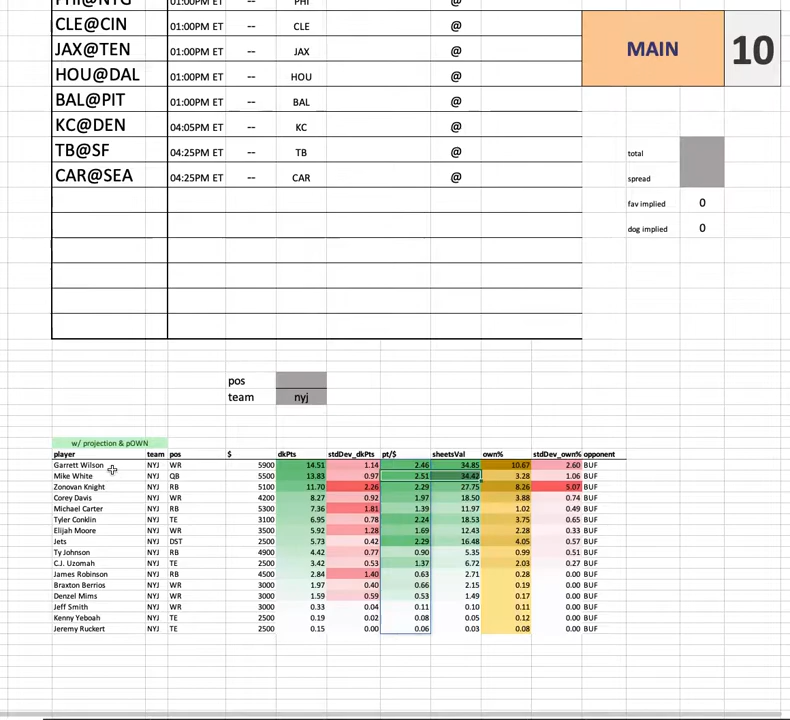 PHI@NYG 01:00PM ET -- PHI @
CLE@CIN 01:00PM ET -- CLE @
JAX@TEN 01:00PM ET -- JAX @
HOU@DAL 01:00PM ET -- HOU @
BAL@PIT 01:00PM ET -- BAL @
KC@DEN 04:05PM ET -- KC @
TB@SF 04:25PM ET -- TB @
CAR@SEA 04:25PM ET -- CAR @
MAIN 10
total
spread
fav implied 0
dog implied 0
pos
team nyj
w/ projection & pOWN
player team pos $ dkPts stdDev_dkPts pt/$ sheetsVal own% stdDev_own% opponent
Garrett Wilson NYJ WR 5900 14.51 1.14 2.46 34.85 10.67 2.60 BUF
Mike White NYJ QB 5500 13.83 0.97 2.51 34.42 3.28 1.06 BUF
Zonovan Knight NYJ RB 5100 11.70 2.26 2.29 27.75 8.26 5.07 BUF
Corey Davis NYJ WR 4200 8.27 0.92 1.97 18.50 3.88 0.74 BUF
Michael Carter NYJ RB 5300 7.36 1.81 1.39 11.97 1.02 0.49 BUF
Tyler Conklin NYJ TE 3100 6.95 0.78 2.24 18.53 3.75 0.65 BUF
Elijah Moore NYJ WR 3500 5.92 1.28 1.69 12.43 2.28 0.33 BUF
Jets NYJ DST 2500 5.73 0.42 2.29 16.48 4.05 0.57 BUF
Ty Johnson NYJ RB 4900 4.42 0.77 0.90 5.35 0.99 0.51 BUF
C.J. Uzomah NYJ TE 2500 3.42 0.53 1.37 6.72 2.03 0.27 BUF
James Robinson NYJ RB 4500 2.84 1.40 0.63 2.71 0.28 0.00 BUF
Braxton Berrios NYJ WR 3000 1.97 0.40 0.66 2.15 0.19 0.00 BUF
Denzel Mims NYJ WR 3000 1.59 0.59 0.53 1.49 0.17 0.00 BUF
Jeff Smith NYJ WR 3000 0.33 0.04 0.11 0.10 0.11 0.00 BUF
Kenny Yeboah NYJ TE 2500 0.19 0.02 0.08 0.05 0.12 0.00 BUF
Jeremy Ruckert NYJ TE 2500 0.15 0.00 0.06 0.03 0.08 0.00 BUF